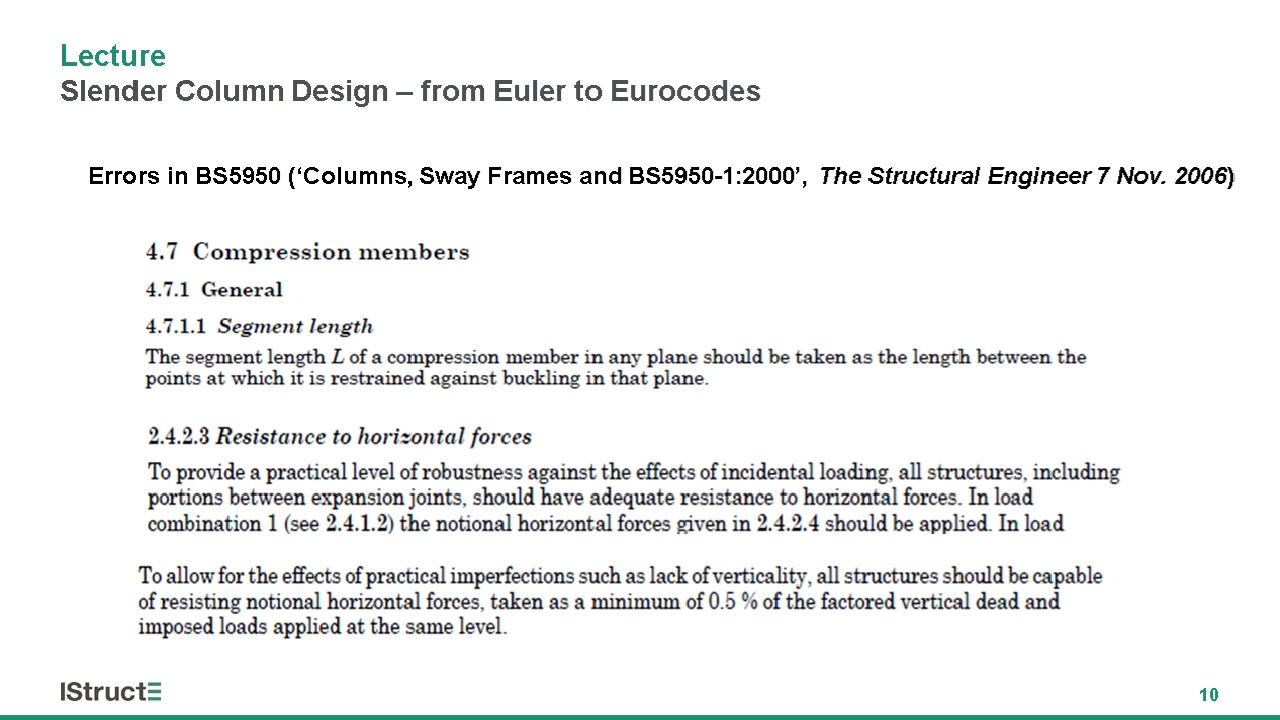 Lecture
Slender Column Design – from Euler to Eurocodes
Errors in BS5950 (‘Columns, Sway Frames and BS5950-1:2000’, The Structural Engineer 7 Nov. 2006)
4.7 Compression members
4.7.1 General
4.7.1.1 Segment length
The segment length L of a compression member in any plane should be taken as the length between the
points at which it is restrained against buckling in that plane.
2.4.2.3 Resistance to horizontal forces
To provide a practical level of robustness against the effects of incidental loading, all structures, including
portions between expansion joints, should have adequate resistance to horizontal forces. In load
combination 1 (see 2.4.1.2) the notional horizontal forces given in 2.4.2.4 should be applied. In load
To allow for the effects of practical imperfections such as lack of verticality, all structures should be capable
of resisting notional horizontal forces, taken as a minimum of 0.5 % of the factored vertical dead and
imposed loads applied at the same level.
IStructE
10